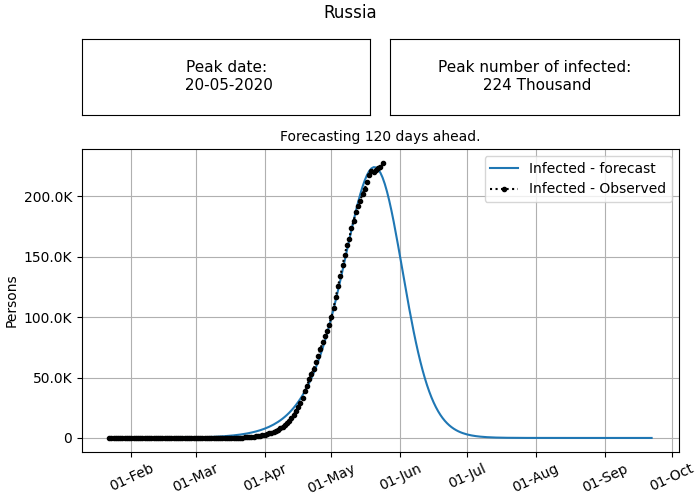 Russia
Peak date:
20-05-2020
Peak number of infected:
224 Thousand
Forecasting 120 days ahead.
Infected - forecast
Infected - Observed
Persons
200.0K
150.0K
100.0K
50.0K
0
01-Feb
01-Mar
01-Apr
01-May
01-Jun
01-Jul
01-Aug
01-Sep
01-Oct